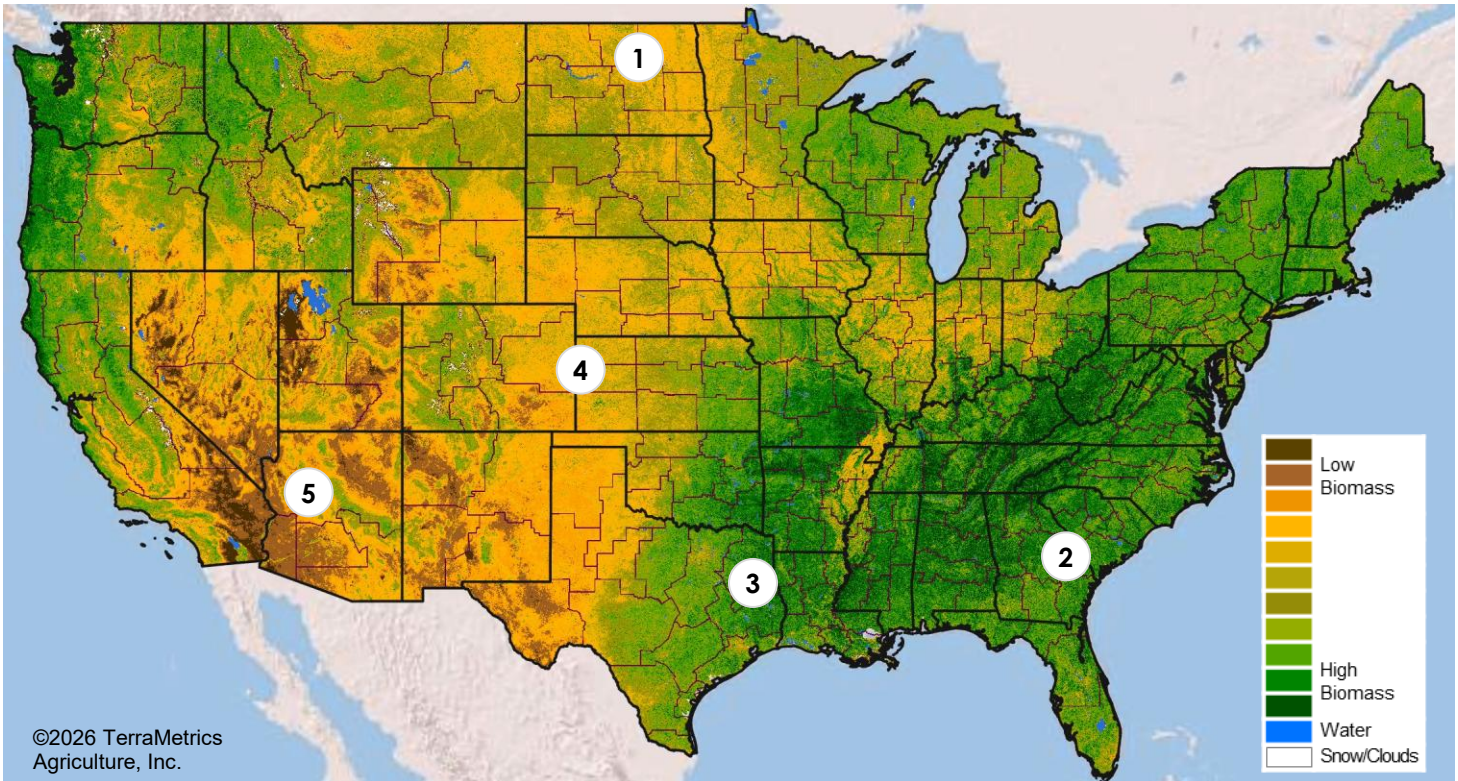 1
4
5
3
2
Low
Biomass
High
Biomass
Water
Snow/Clouds
©2026 TerraMetrics
Agriculture, Inc.